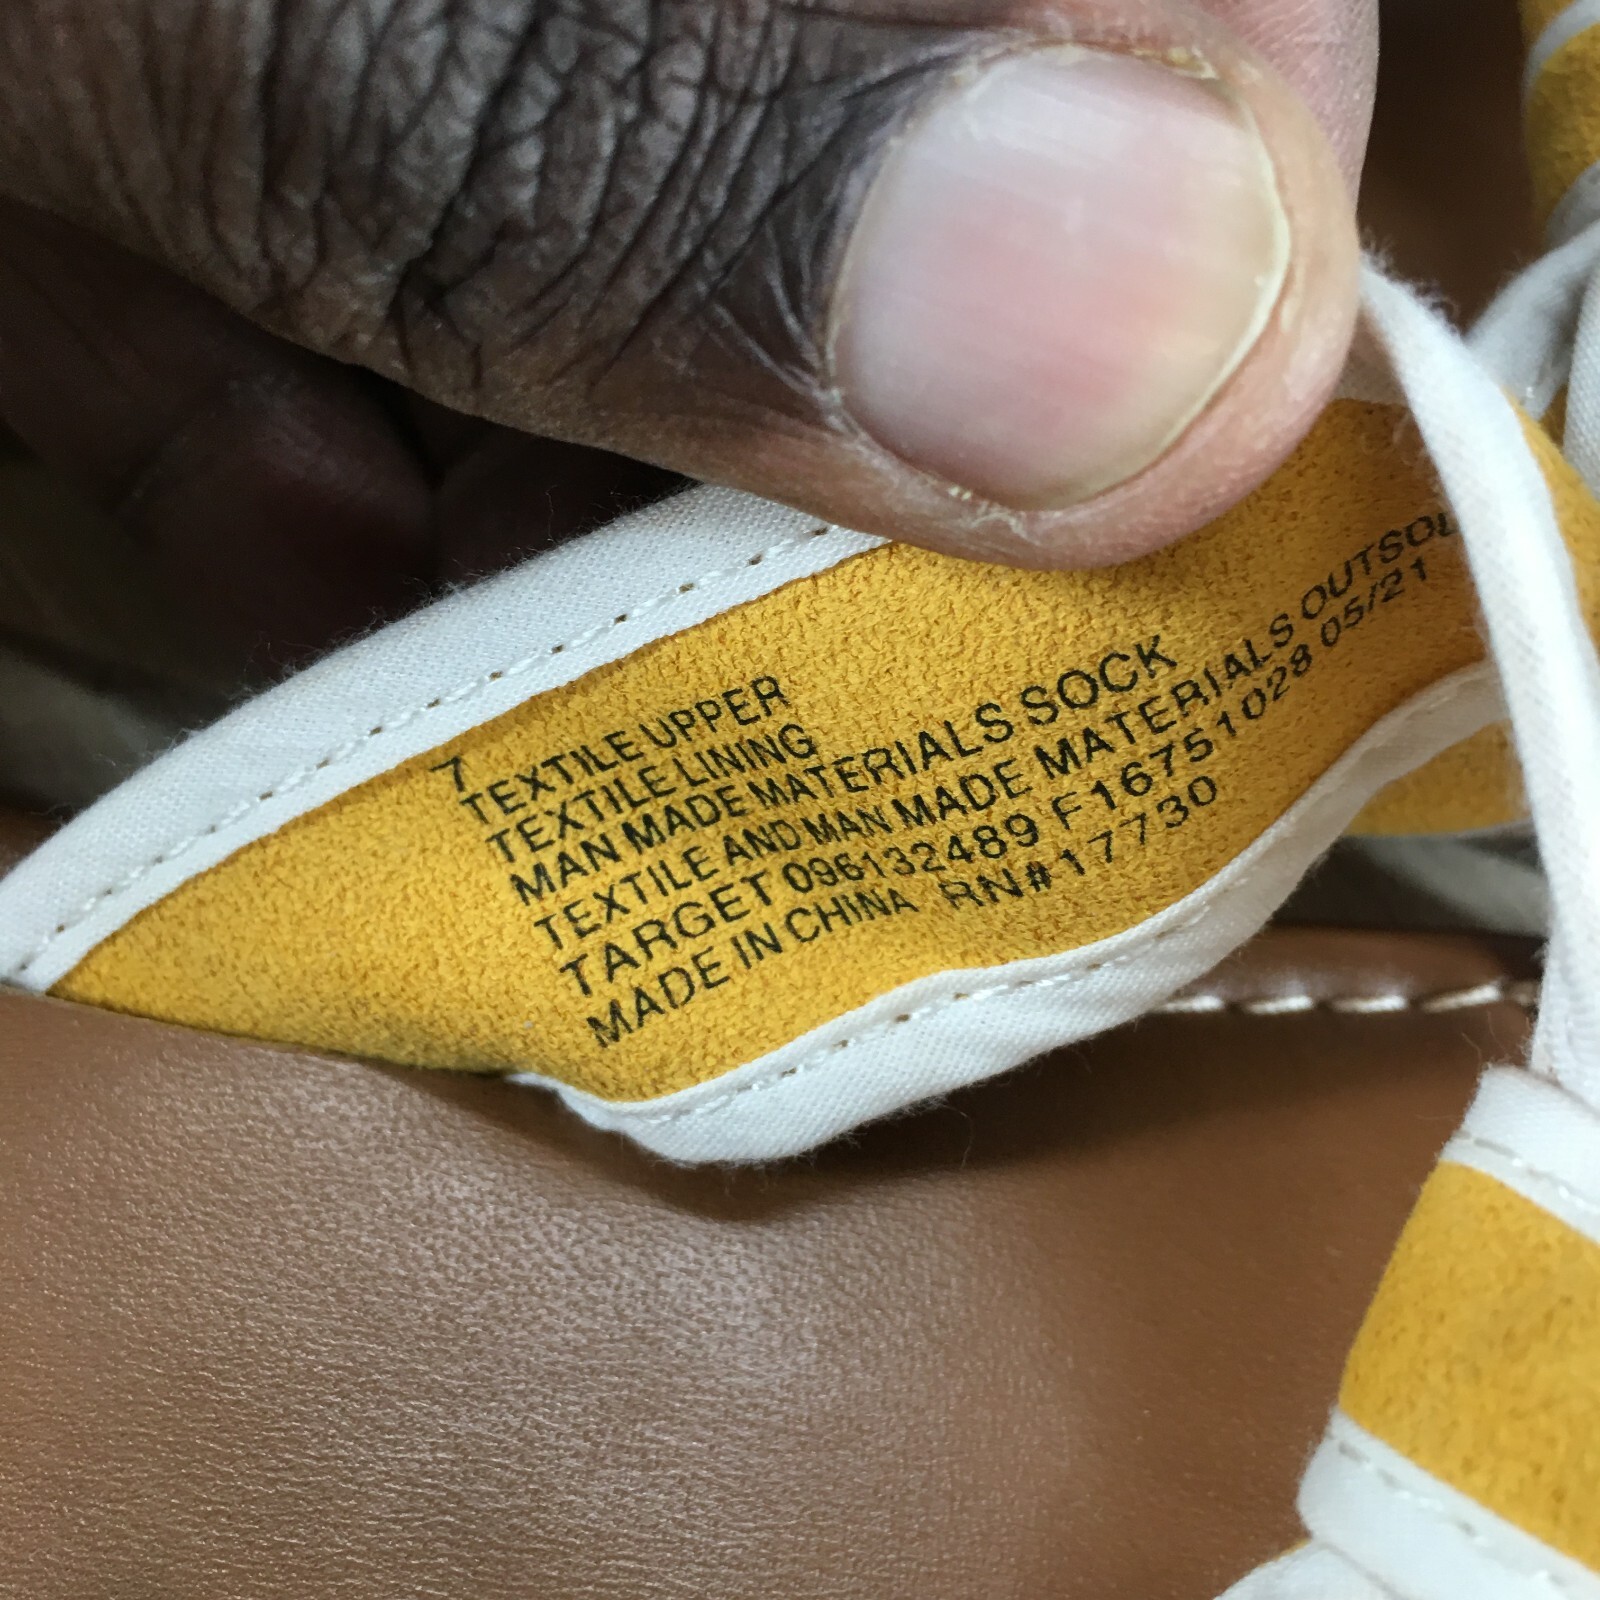 7
TEXTILE UPPER
TEXTILE LINING
MAN MADE MATERIALS SOCK
TEXTILE AND MAN MADE MATERIALS
TARGET 096132489 F16751028 05/21
MADE IN CHINA RN#17730